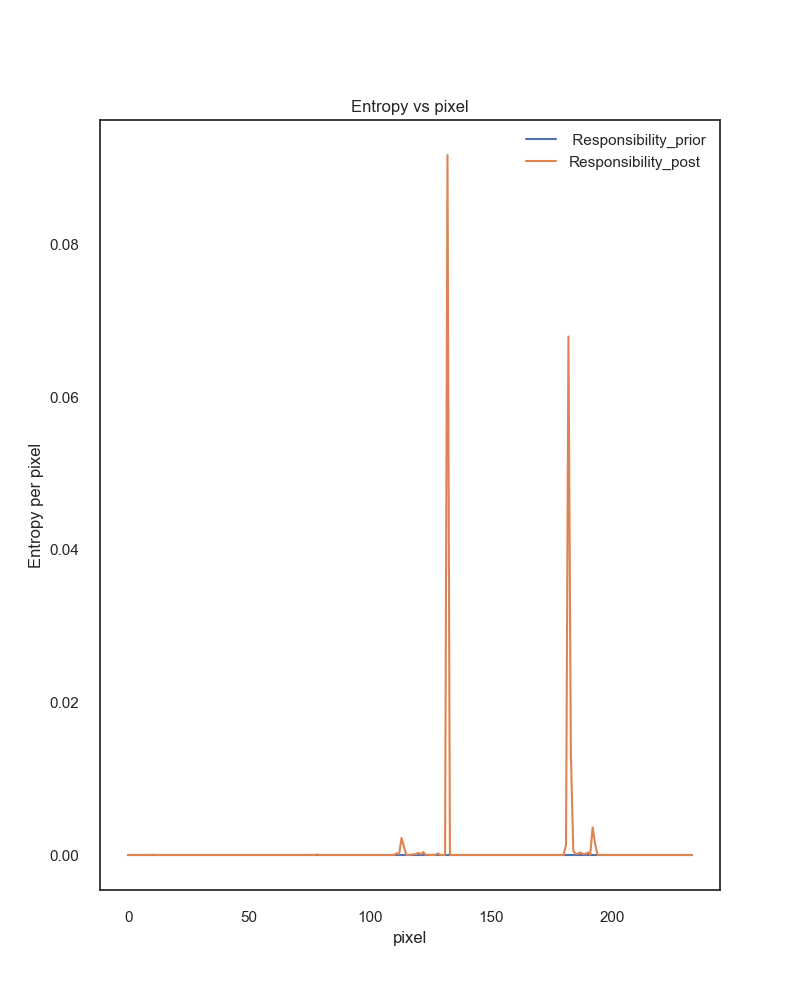 Entropy vs pixel
Responsibility_prior
Responsibility_post
0.08
0.06
0.04
0.02
0.00
Entropy per pixel
0 50 100 150 200
pixel